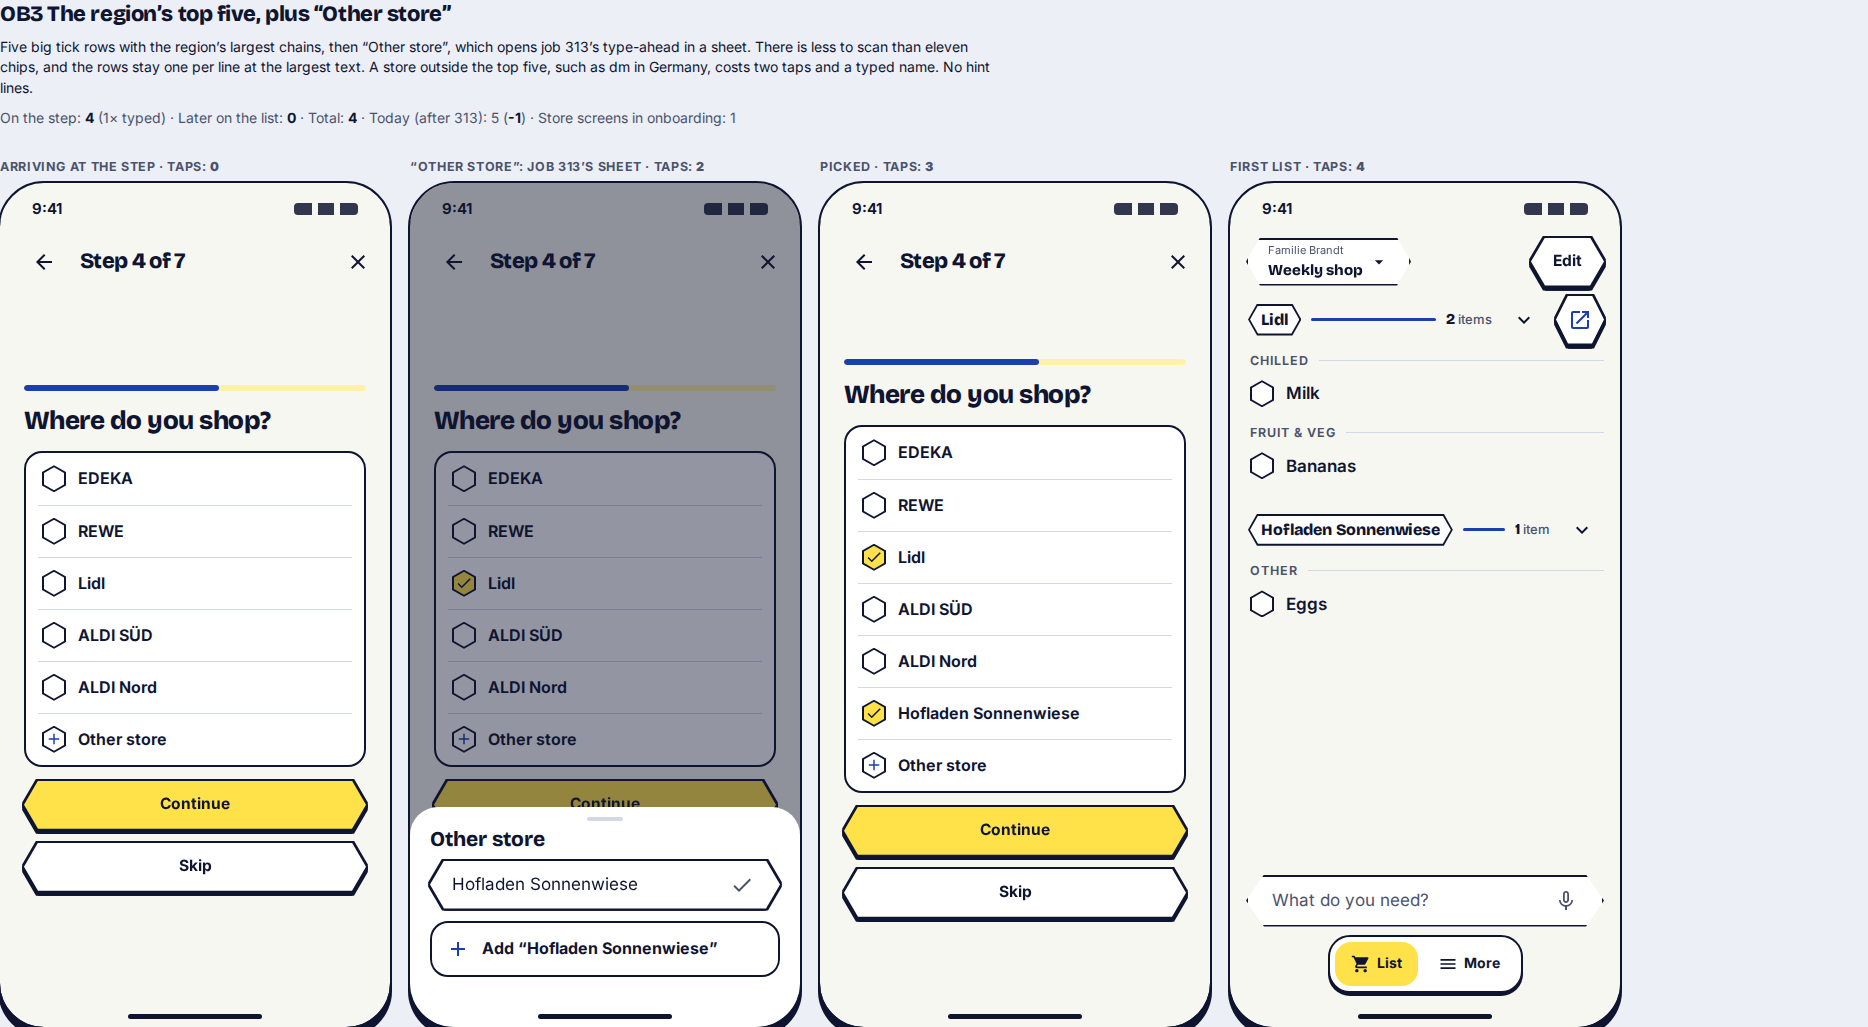 OB3 The region’s top five, plus “Other store”
Five big tick rows with the region’s largest chains, then “Other store”, which opens job 313’s type-ahead in a sheet. There is less to scan than eleven
chips, and the rows stay one per line at the largest text. A store outside the top five, such as dm in Germany, costs two taps and a typed name. No hint
lines.
On the step: 4 (1× typed) · Later on the list: 0 · Total: 4 · Today (after 313): 5 (-1) · Store screens in onboarding: 1
ARRIVING AT THE STEP · TAPS: 0
9:41
Step 4 of 7
Where do you shop?
EDEKA
REWE
Lidl
ALDI SÜD
ALDI Nord
Other store
Continue
Skip
“OTHER STORE”: JOB 313’S SHEET · TAPS: 2
9:41
Step 4 of 7
Where do you shop?
EDEKA
REWE
Lidl
ALDI SÜD
ALDI Nord
Other store
Continue
Other store
Hofladen Sonnenwiese
Add “Hofladen Sonnenwiese”
PICKED · TAPS: 3
9:41
Step 4 of 7
Where do you shop?
EDEKA
REWE
Lidl
ALDI SÜD
ALDI Nord
Hofladen Sonnenwiese
Other store
Continue
Skip
FIRST LIST · TAPS: 4
9:41
Familie Brandt
Weekly shop
Edit
Lidl 2 items
CHILLED
Milk
FRUIT & VEG
Bananas
Hofladen Sonnenwiese 1 item
OTHER
Eggs
What do you need?
List More